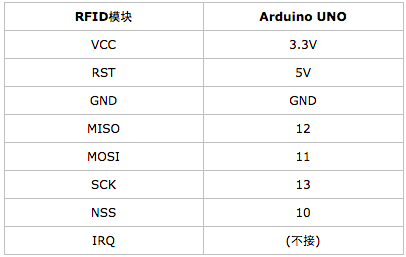 RFID模块 Arduino UNO
VCC 3.3V
RST 5V
GND GND
MISO 12
MOSI 11
SCK 13
NSS 10
IRQ (不接)